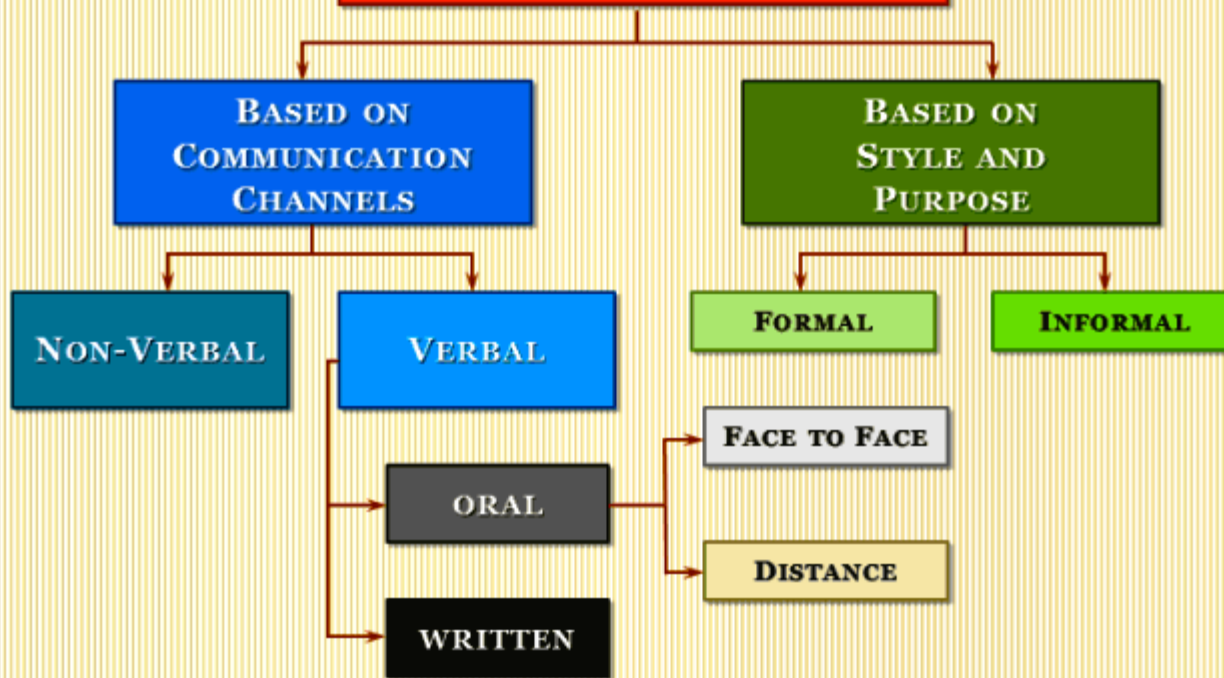 BASED ON
COMMUNICATION
CHANNELS
BASED ON
STYLE AND
PURPOSE
NON-VERBAL
VERBAL
FORMAL
INFORMAL
FACE TO FACE
ORAL
DISTANCE
WRITTEN